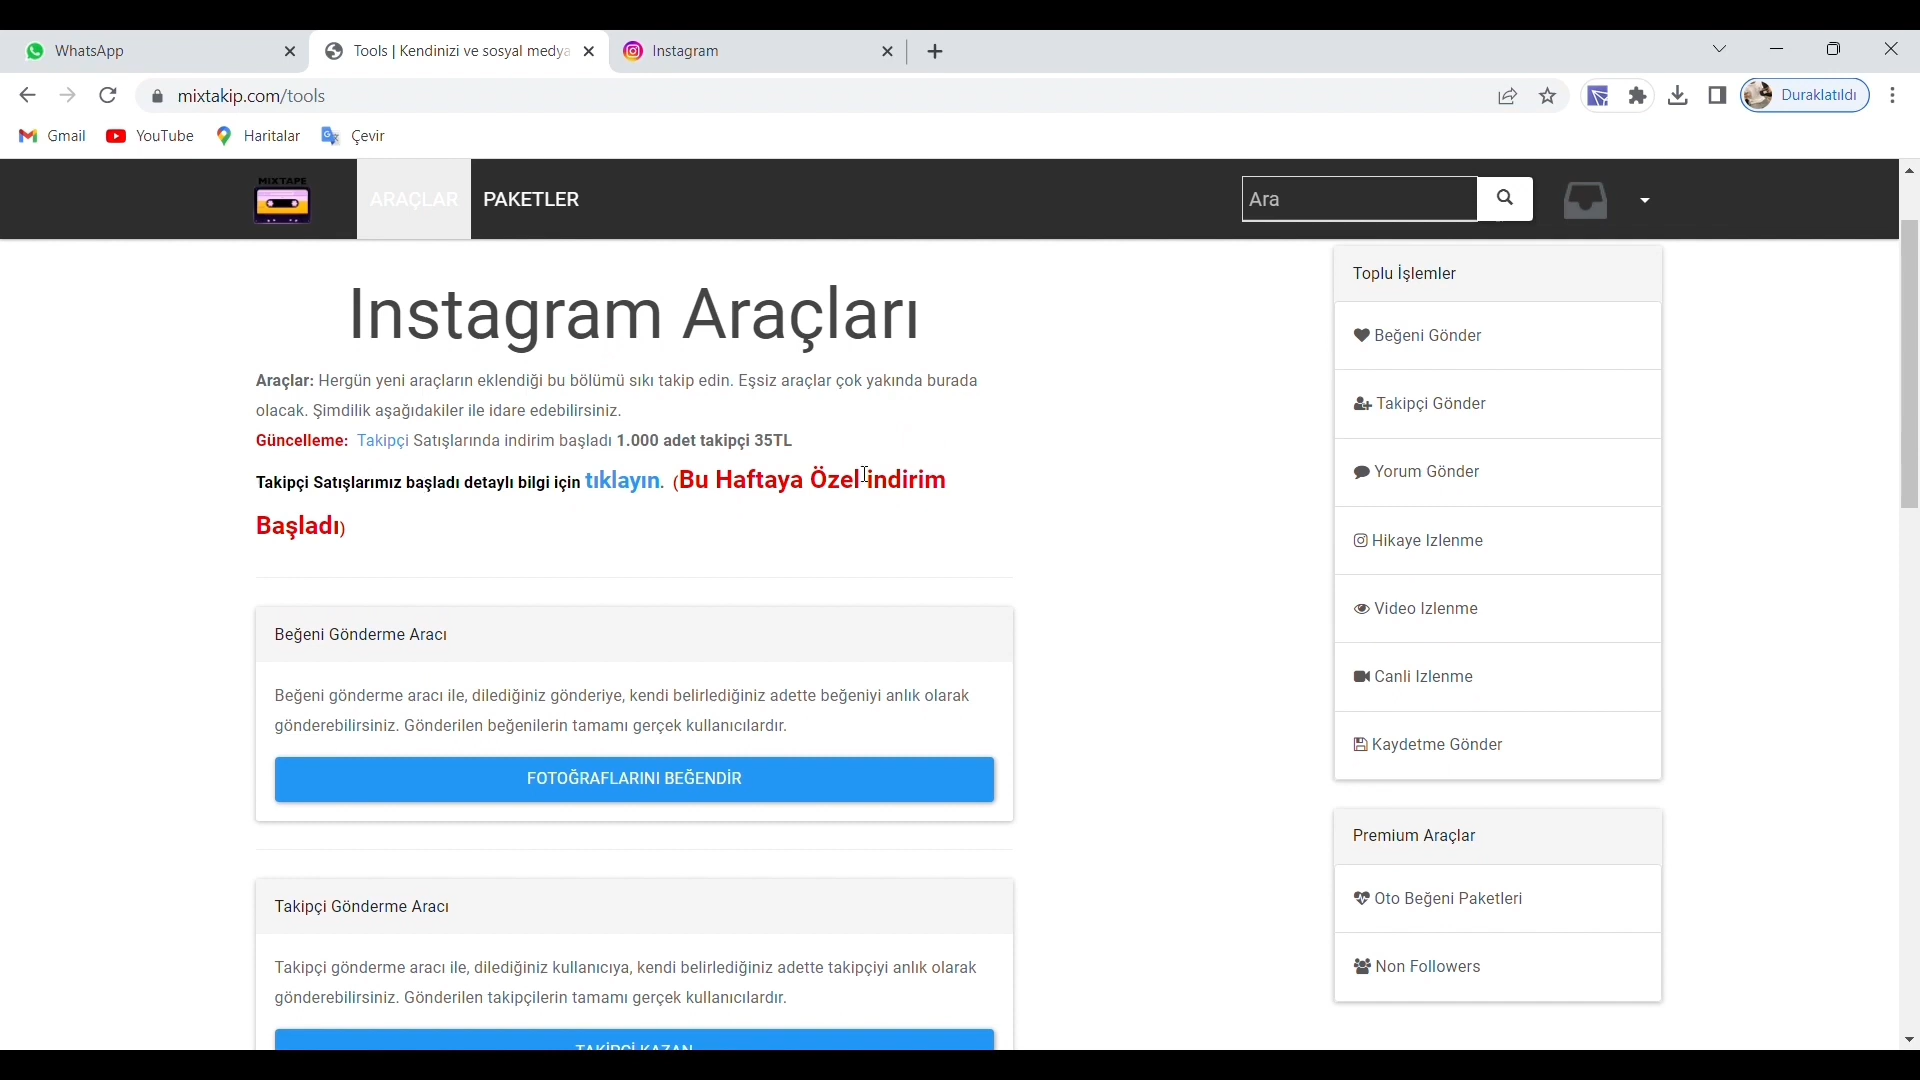 WhatsApp
Tools | Kendinizi ve sosyal medya
Instagram
mixtakip.com/tools
Duraklatıldı
Gmail
YouTube
Haritalar
Çevir
MIXTAPE
ARAÇLAR
PAKETLER
Ara
Instagram Araçları
Araçlar: Hergün yeni araçların eklendiği bu bölümü sıkı takip edin. Eşsiz araçlar çok yakında burada
olacak. Şimdilik aşağıdakiler ile idare edebilirsiniz.
Güncelleme: Takipçi Satışlarında indirim başladı 1.000 adet takipçi 35TL
Takipçi Satışlarımız başladı detaylı bilgi için tıklayın. (Bu Haftaya Özel indirim
Başladı)
Beğeni Gönderme Aracı
Beğeni gönderme aracı ile, dilediğiniz gönderiye, kendi belirlediğiniz adette beğeniyi anlık olarak
gönderebilirsiniz. Gönderilen beğenilerin tamamı gerçek kullanıcılardır.
FOTOĞRAFLARINI BEĞENDİR
Takipçi Gönderme Aracı
Takipçi gönderme aracı ile, dilediğiniz kullanıcıya, kendi belirlediğiniz adette takipçiyi anlık olarak
gönderebilirsiniz. Gönderilen takipçilerin tamamı gerçek kullanıcılardır.
TAKİPÇİ KAZAN
Toplu İşlemler
Beğeni Gönder
Takipçi Gönder
Yorum Gönder
Hikaye Izlenme
Video Izlenme
Canli Izlenme
Kaydetme Gönder
Premium Araçlar
Oto Beğeni Paketleri
Non Followers